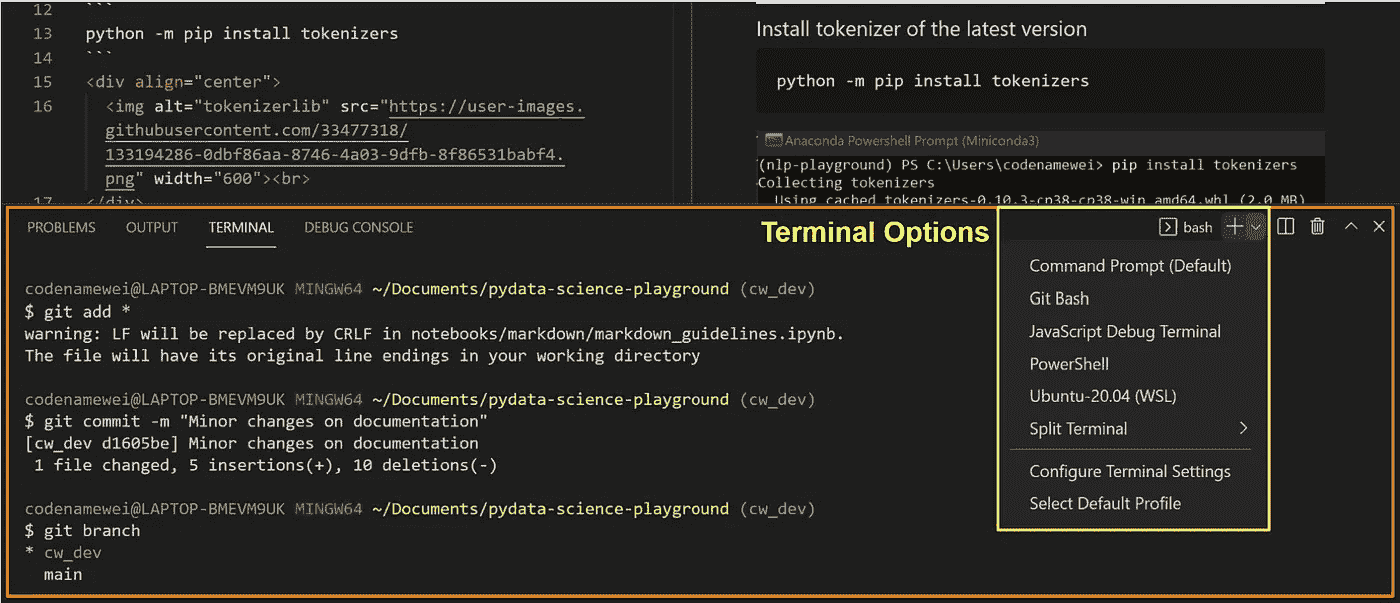 12 ```
13 python -m pip install tokenizers
14 ```
15 <div align="center">
16 <img alt="tokenizerlib" src="https://user-images.
githubusercontent.com/33477318/
133194286-0dbf86aa-8746-4a03-9dfb-8f86531babf4.
png" width="600"><br>
17 </div>
Install tokenizer of the latest version
python -m pip install tokenizers
Anaconda Powershell Prompt (Miniconda3)
(nlp-playground) PS C:\Users\codenamewei> pip install tokenizers
Collecting tokenizers
Using cached tokenizers-0.10.3-cp38-cp38-win_amd64.whl (2.0 MB)
PROBLEMS OUTPUT TERMINAL DEBUG CONSOLE
Terminal Options
bash
codenamewei@LAPTOP-BMEVM9UK MINGW64 ~/Documents/pydata-science-playground (cw_dev)
$ git add *
warning: LF will be replaced by CRLF in notebooks/markdown/markdown_guidelines.ipynb.
The file will have its original line endings in your working directory
codenamewei@LAPTOP-BMEVM9UK MINGW64 ~/Documents/pydata-science-playground (cw_dev)
$ git commit -m "Minor changes on documentation"
[cw_dev d1605be] Minor changes on documentation
1 file changed, 5 insertions(+), 10 deletions(-)
codenamewei@LAPTOP-BMEVM9UK MINGW64 ~/Documents/pydata-science-playground (cw_dev)
$ git branch
* cw_dev
main
Command Prompt (Default)
Git Bash
JavaScript Debug Terminal
PowerShell
Ubuntu-20.04 (WSL)
Split Terminal
Configure Terminal Settings
Select Default Profile